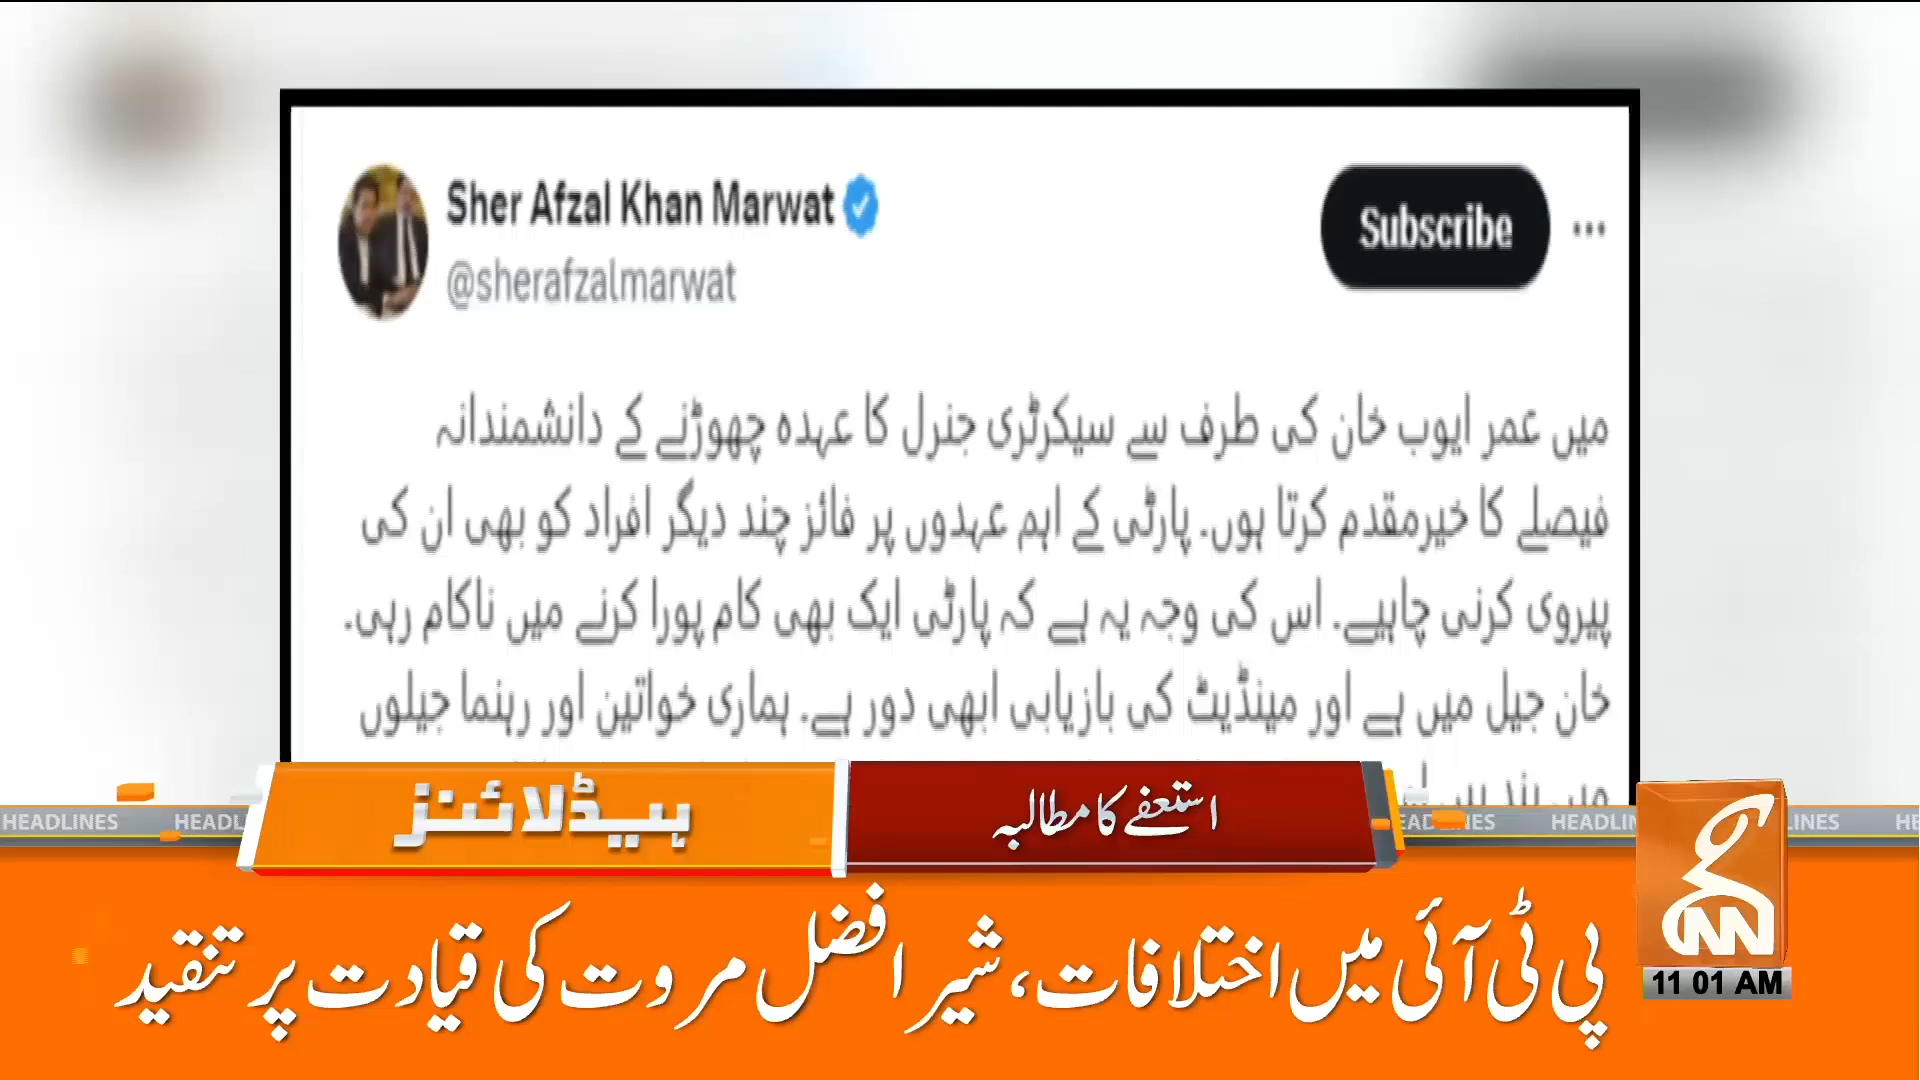 Sher Afzal Khan Marwat
@sherafzalmarwat
Subscribe
میں عمر ایوب خان کی طرف سے سیکرٹری جنرل کا عہدہ چھوڑنے کے دانشمندانہ
فیصلے کا خیرمقدم کرتا ہوں. پارٹی کے اہم عہدوں پر فائز چند دیگر افراد کو بھی ان کی
پیروی کرنی چاہیے. اس کی وجہ یہ ہے کہ پارٹی ایک بھی کام پورا کرنے میں ناکام رہی.
خان جیل میں ہے اور مینڈیٹ کی بازیابی ابھی دور ہے. ہماری خواتین اور رہنما جیلوں
ہیڈلائنز
استعفے کا مطالبہ
HEADLINES
پی ٹی آئی میں اختلافات، شیر افضل مروت کی قیادت پر تنقید
GNN
11 01 AM